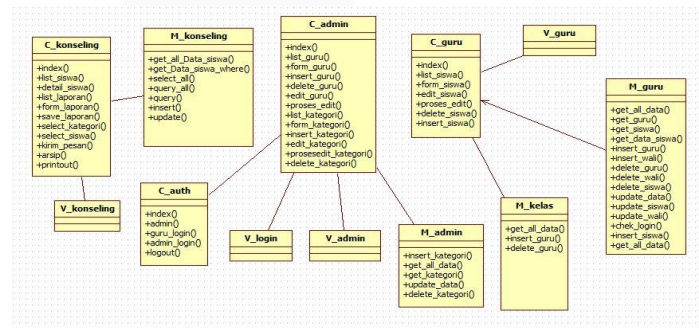 C_konseling
+index()
+list_siswa()
+detail_siswa()
+list_laporan()
+form_laporan()
+save_laporan()
+select_kategori()
+select_siswa()
+kirim_pesan()
+arsip()
+printout()
M_konseling
+get_all_Data_siswa()
+get_Data_siswa_where()
+select_all()
+query_all()
+query()
+insert()
+update()
V_konseling
C_auth
+index()
+admin()
+guru_login()
+admin_login()
+logout()
C_admin
+index()
+list_guru()
+form_guru()
+insert_guru()
+delete_guru()
+edit_guru()
+proses_edit()
+list_kategori()
+form_kategori()
+insert_kategori()
+edit_kategori()
+prosesedit_kategori()
+delete_kategori()
V_login
V_admin
M_admin
+insert_kategori()
+get_all_data()
+get_kategori()
+update_data()
+delete_kategori()
C_guru
+index()
+list_siswa()
+form_siswa()
+edit_siswa()
+proses_edit()
+delete_siswa()
+insert_siswa()
V_guru
M_kelas
+get_all_data()
+insert_guru()
+delete_guru()
M_guru
+get_all_data()
+get_guru()
+get_siswa()
+get_data_siswa()
+insert_guru()
+insert_wali()
+delete_guru()
+delete_wali()
+delete_siswa()
+update_data()
+update_siswa()
+update_wali()
+chek_login()
+insert_siswa()
+get_all_data()